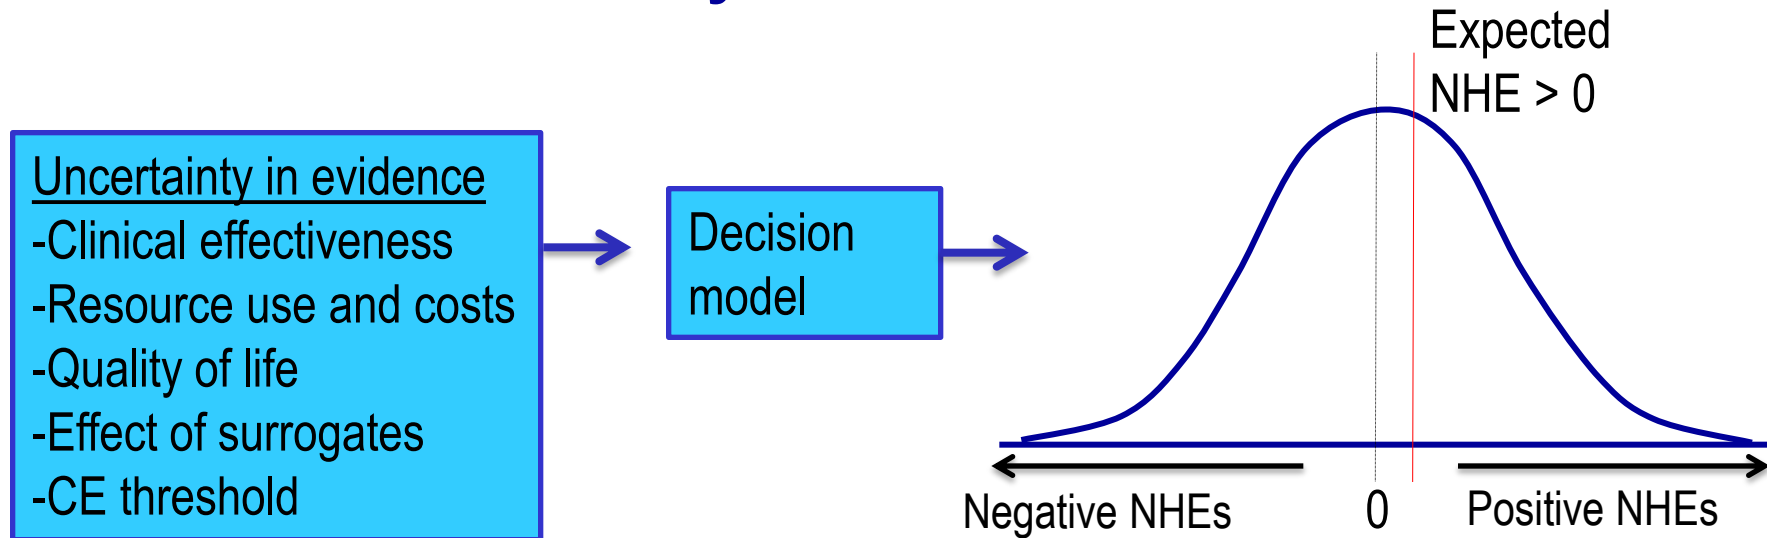 Uncertainty in evidence
-Clinical effectiveness
-Resource use and costs
-Quality of life
-Effect of surrogates
-CE threshold
Decision
model
Expected
NHE > 0
Negative NHEs
0
Positive NHEs